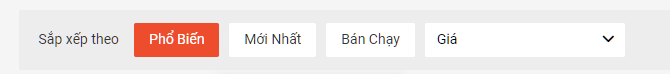 Sắp xếp theo Phổ Biến Mới Nhất Bán Chạy Giá